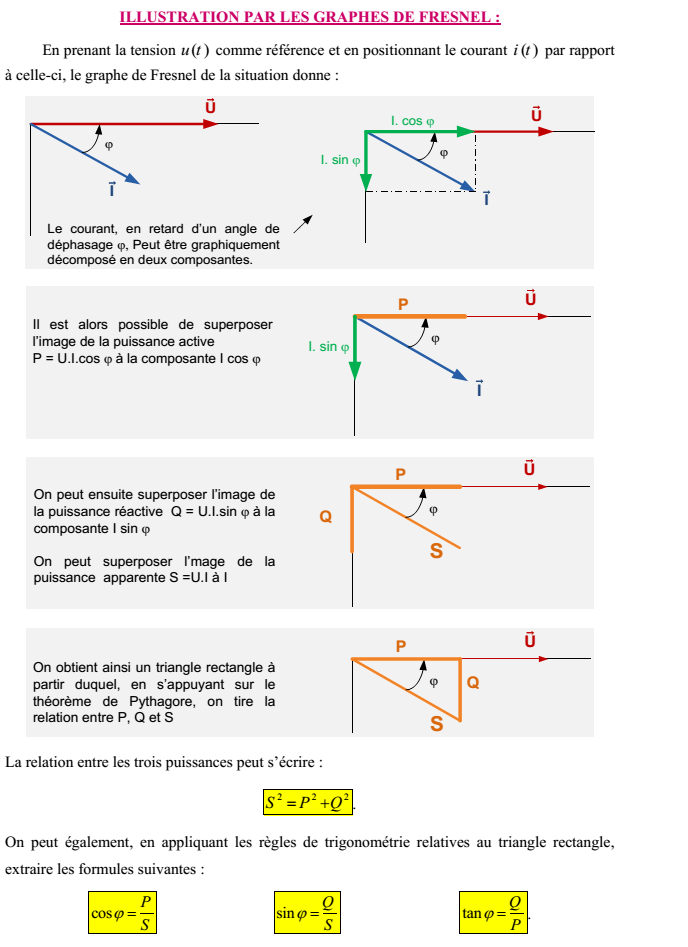 ILLUSTRATION PAR LES GRAPHES DE FRESNEL :
En prenant la tension u(t) comme référence et en positionnant le courant i(t) par rapport
à celle-ci, le graphe de Fresnel de la situation donne :
U⃗
φ
I⃗
Le courant, en retard d'un angle de
déphasage φ, Peut être graphiquement
décomposé en deux composantes.
I. cos φ
U⃗
I. sin φ
φ
I⃗
Il est alors possible de superposer
l'image de la puissance active
P = U.I.cos φ à la composante I cos φ
P
U⃗
I. sin φ
φ
I⃗
On peut ensuite superposer l'image de
la puissance réactive Q = U.I.sin φ à la
composante I sin φ
On peut superposer l'mage de la
puissance apparente S =U.I à I
P
U⃗
Q
φ
S
On obtient ainsi un triangle rectangle à
partir duquel, en s'appuyant sur le
théorème de Pythagore, on tire la
relation entre P, Q et S
P
U⃗
φ
Q
S
La relation entre les trois puissances peut s'écrire :
S² = P² + Q².
On peut également, en appliquant les règles de trigonométrie relatives au triangle rectangle,
extraire les formules suivantes :
cos φ = P/S sin φ = Q/S tan φ = Q/P.